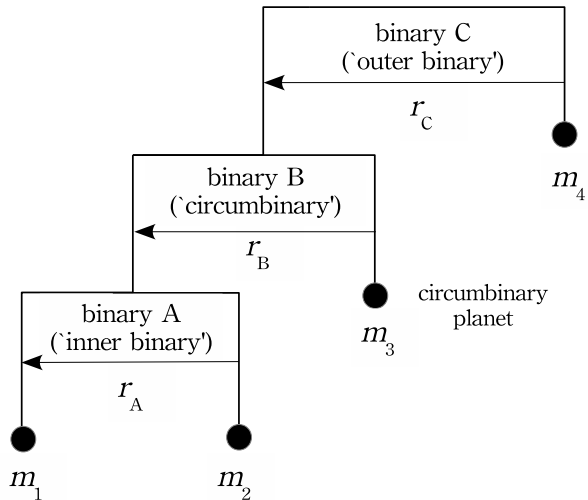 binary C
(`outer binary')
r_C
m_4
binary B
(`circumbinary')
r_B
circumbinary
planet
m_3
binary A
(`inner binary')
r_A
m_1
m_2